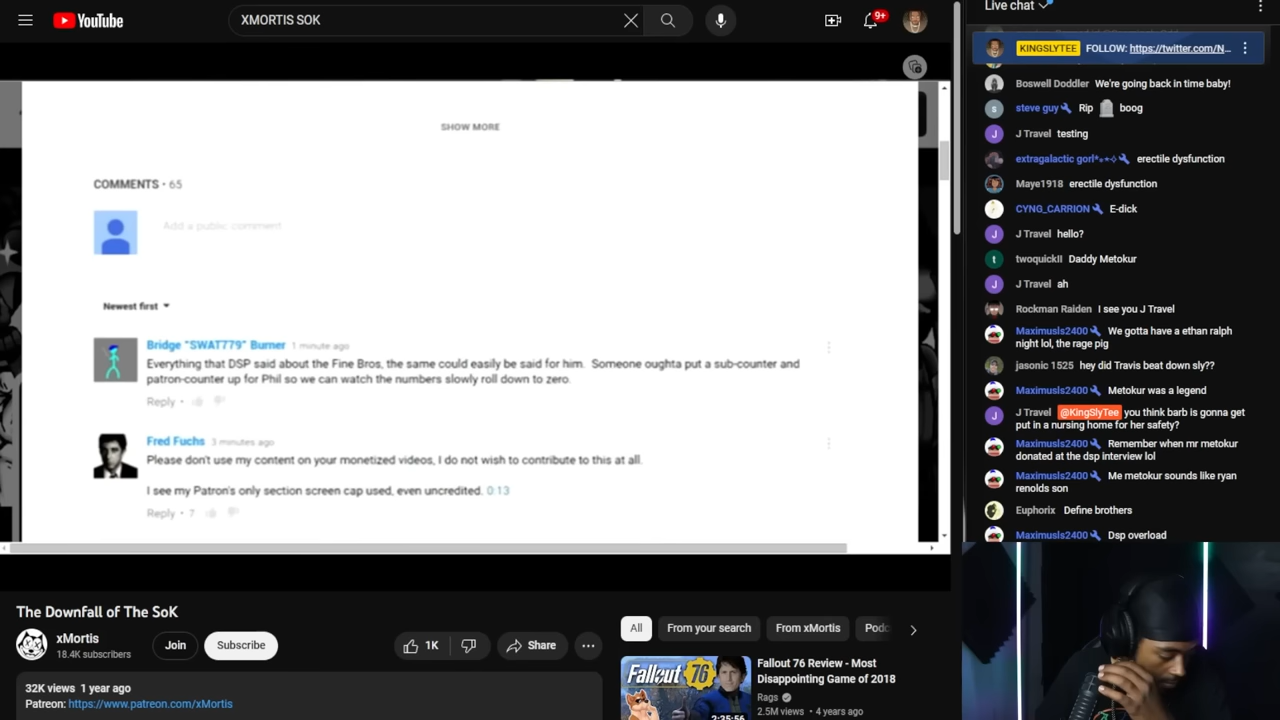 YouTube
XMORTIS SOK
9+
SHOW MORE
COMMENTS • 65
Add a public comment
Newest first
Bridge "SWAT779" Burner 1 minute ago
Everything that DSP said about the Fine Bros, the same could easily be said for him. Someone oughta put a sub-counter and
patron-counter up for Phil so we can watch the numbers slowly roll down to zero.
Reply •
Fred Fuchs 3 minutes ago
Please don't use my content on your monetized videos, I do not wish to contribute to this at all.
I see my Patron's only section screen cap used, even uncredited. 0:13
Reply • 7
The Downfall of The SoK
xMortis
18.4K subscribers
Join
Subscribe
1K
Share
32K views 1 year ago
Patreon: https://www.patreon.com/xMortis
All
From your search
From xMortis
Podc
Fallout 76
2:35:56
Fallout 76 Review - Most
Disappointing Game of 2018
Rags
2.5M views • 4 years ago
Live chat
KINGSLYTEE FOLLOW: https://twitter.com/N...
Boswell Doddler We're going back in time baby!
steve guy Rip boog
J Travel testing
extragalactic gorl*⋆✧ erectile dysfunction
Maye1918 erectile dysfunction
CYNG_CARRION E-dick
J Travel hello?
twoquickII Daddy Metokur
J Travel ah
Rockman Raiden I see you J Travel
Maximusls2400 We gotta have a ethan ralph
night lol, the rage pig
jasonic 1525 hey did Travis beat down sly??
Maximusls2400 Metokur was a legend
J Travel @KingSlyTee you think barb is gonna get
put in a nursing home for her safety?
Maximusls2400 Remember when mr metokur
donated at the dsp interview lol
Maximusls2400 Me metokur sounds like ryan
renolds son
Euphorix Define brothers
Maximusls2400 Dsp overload